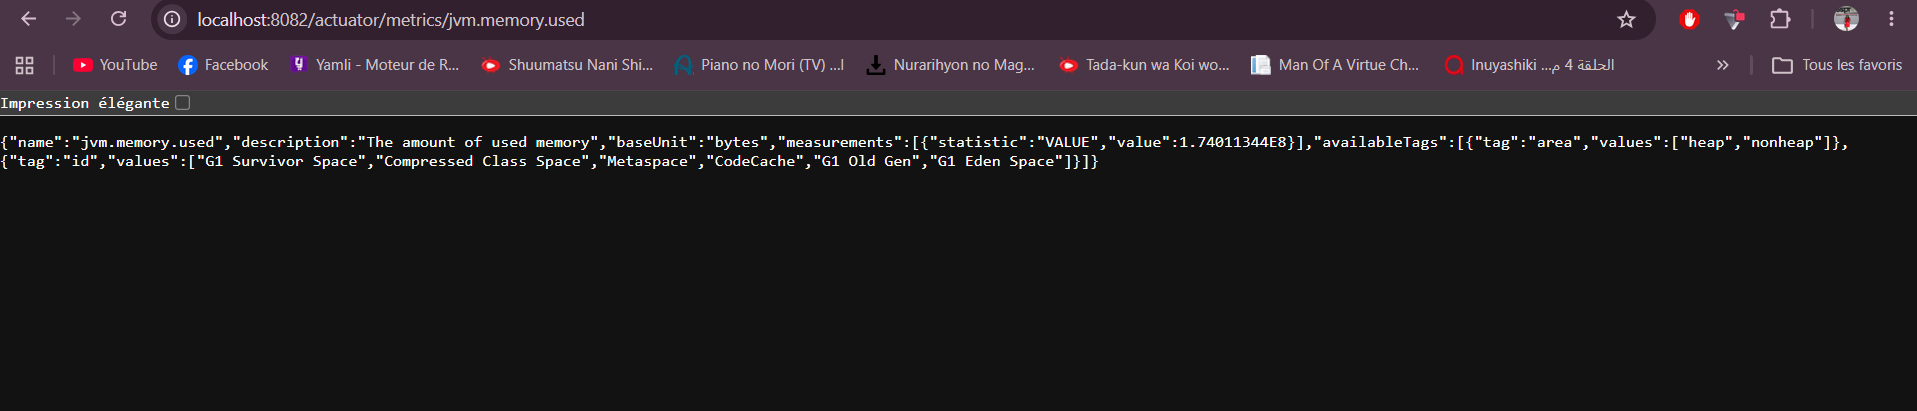 localhost:8082/actuator/metrics/jvm.memory.used
YouTube Facebook Yamli - Moteur de R... Shuumatsu Nani Shi... Piano no Mori (TV) ...l Nurarihyon no Mag... Tada-kun wa Koi wo... Man Of A Virtue Ch... Inuyashiki ...الحلقة 4 م » Tous les favoris
Impression élégante
{"name":"jvm.memory.used","description":"The amount of used memory","baseUnit":"bytes","measurements":[{"statistic":"VALUE","value":1.74011344E8}],"availableTags":[{"tag":"area","values":["heap","nonheap"]},
{"tag":"id","values":["G1 Survivor Space","Compressed Class Space","Metaspace","CodeCache","G1 Old Gen","G1 Eden Space"]}]}